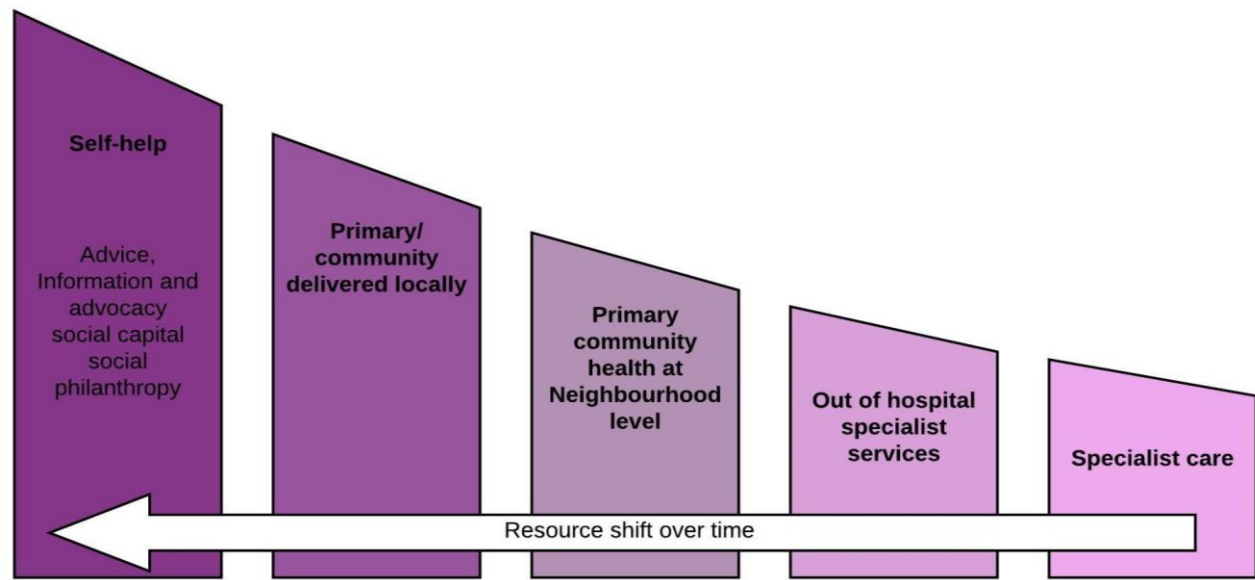 Self-help
Advice,
Information and
advocacy
social capital
social
philanthropy
Primary/
community
delivered locally
Primary
community
health at
Neighbourhood
level
Out of hospital
specialist
services
Specialist care
Resource shift over time